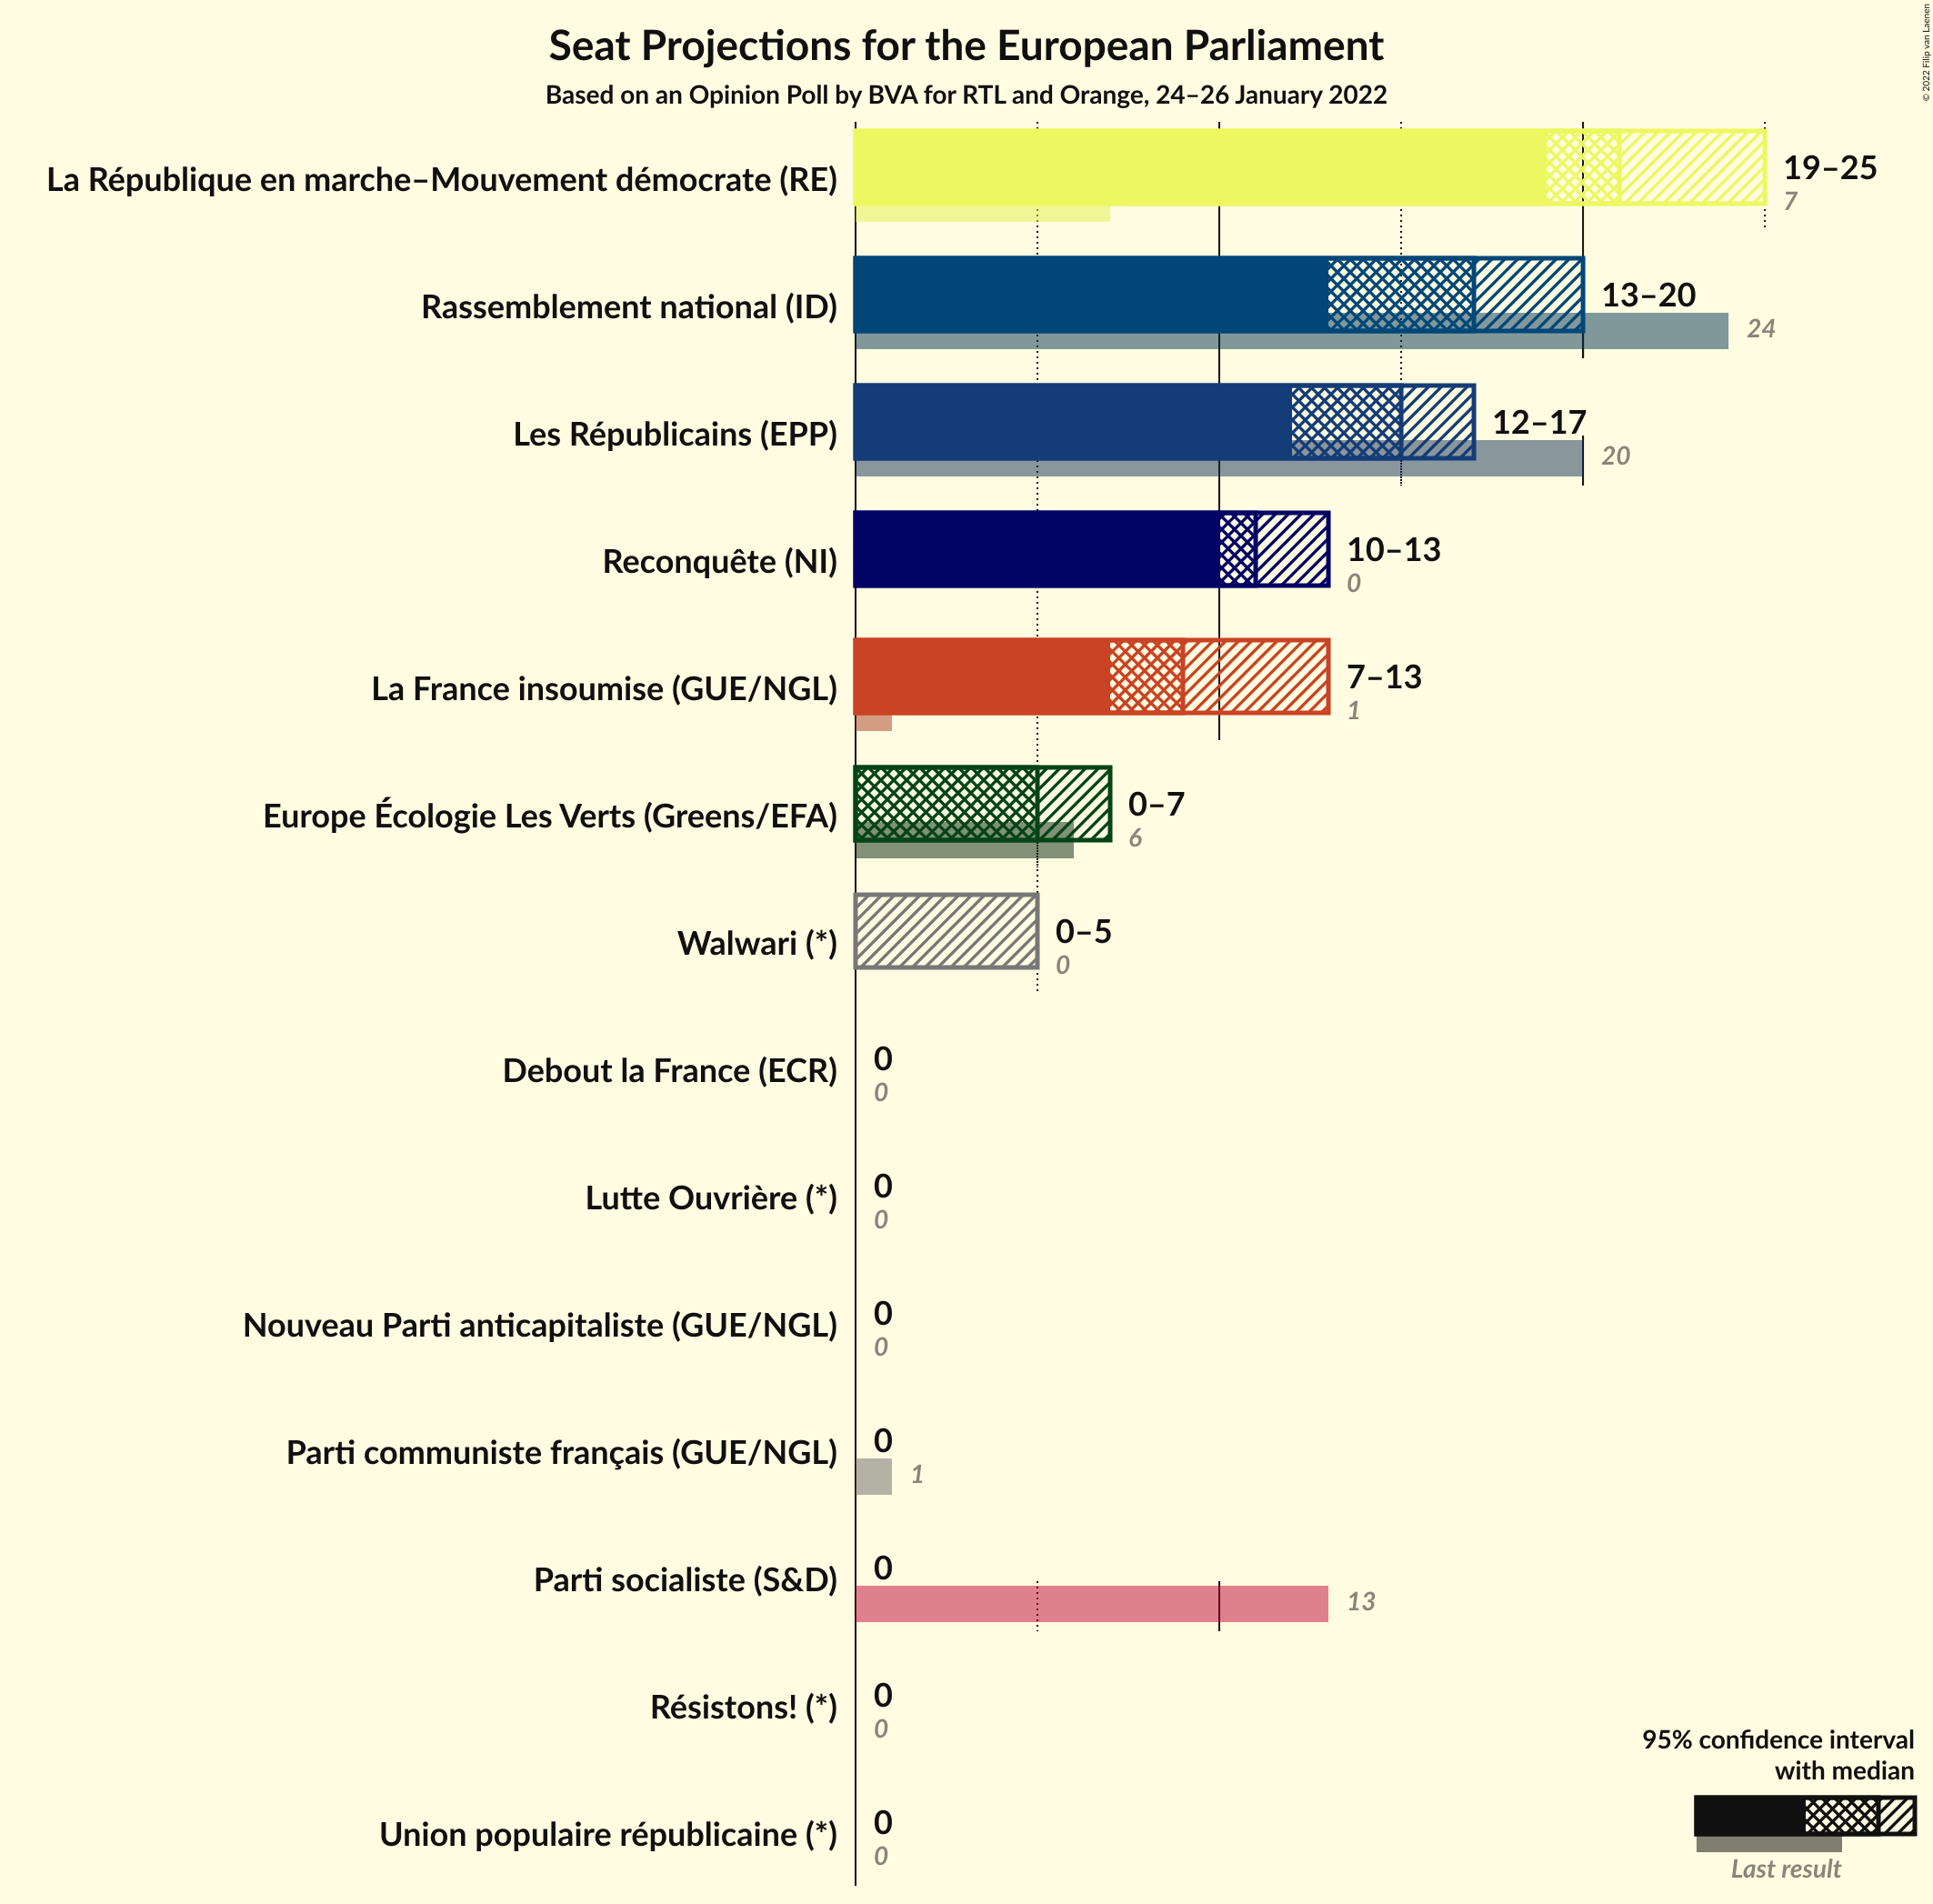 Seat Projections for the European Parliament
Based on an Opinion Poll by BVA for RTL and Orange, 24–26 January 2022
© 2022 Filip van Laenen
La République en marche–Mouvement démocrate (RE)
19–25
7
Rassemblement national (ID)
13–20
24
Les Républicains (EPP)
12–17
20
Reconquête (NI)
10–13
0
La France insoumise (GUE/NGL)
7–13
1
Europe Écologie Les Verts (Greens/EFA)
0–7
6
Walwari (*)
0–5
0
Debout la France (ECR)
0
0
Lutte Ouvrière (*)
0
0
Nouveau Parti anticapitaliste (GUE/NGL)
0
0
Parti communiste français (GUE/NGL)
0
1
Parti socialiste (S&D)
0
13
Résistons! (*)
0
0
Union populaire républicaine (*)
0
0
95% confidence interval
with median
Last result